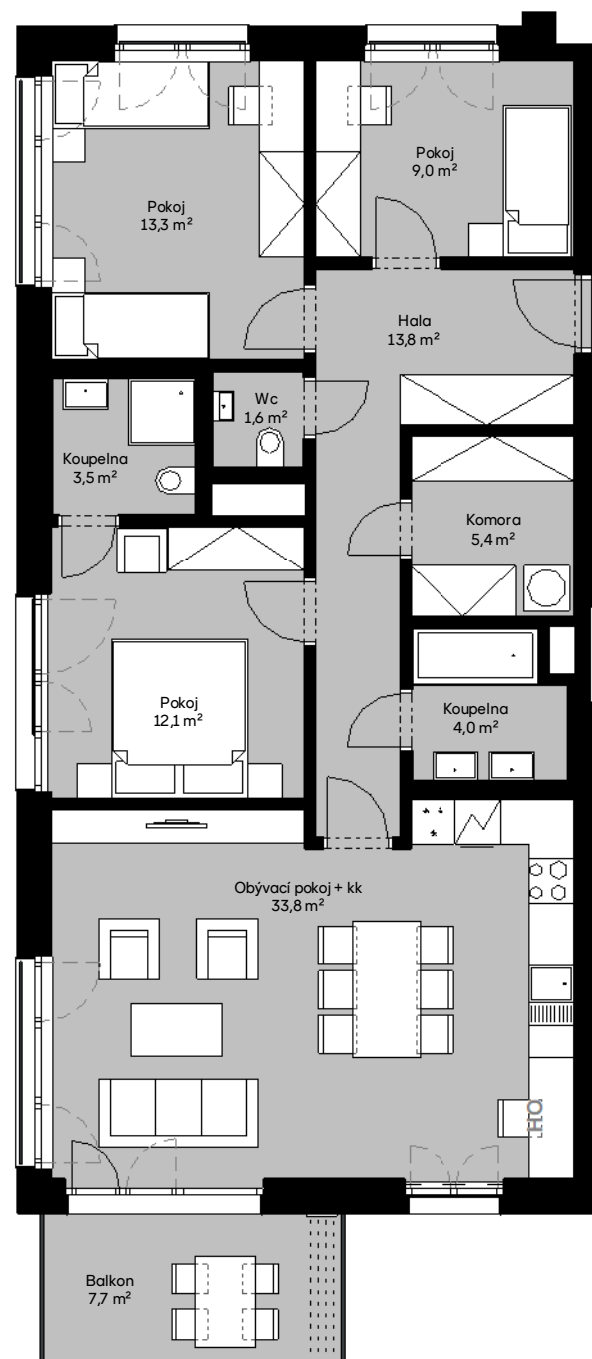 Pokoj
9,0 m²
Pokoj
13,3 m²
Hala
13,8 m²
Wc
1,6 m²
Koupelna
3,5 m²
Komora
5,4 m²
Pokoj
12,1 m²
Koupelna
4,0 m²
Obývací pokoj + kk
33,8 m²
HO
Balkon
7,7 m²